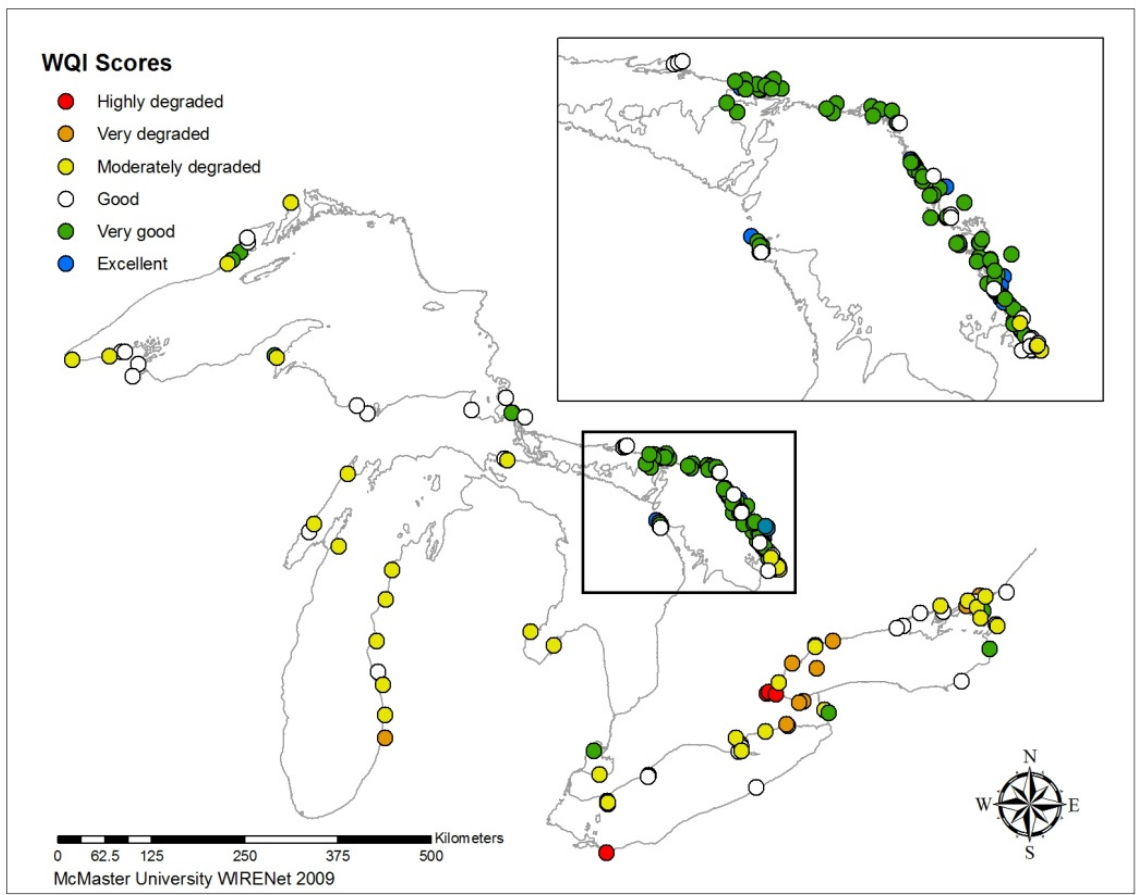 WQI Scores
Highly degraded
Very degraded
Moderately degraded
Good
Very good
Excellent
N
W E
S
Kilometers
0 62.5 125 250 375 500
McMaster University WIRENet 2009